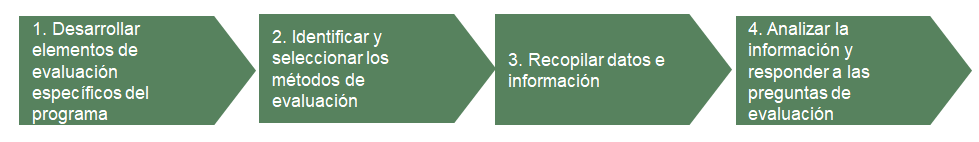 1. Desarrollar
elementos de
evaluación
específicos del
programa
2. Identificar y
seleccionar los
métodos de
evaluación
3. Recopilar datos e
información
4. Analizar la
información y
responder a las
preguntas de
evaluación